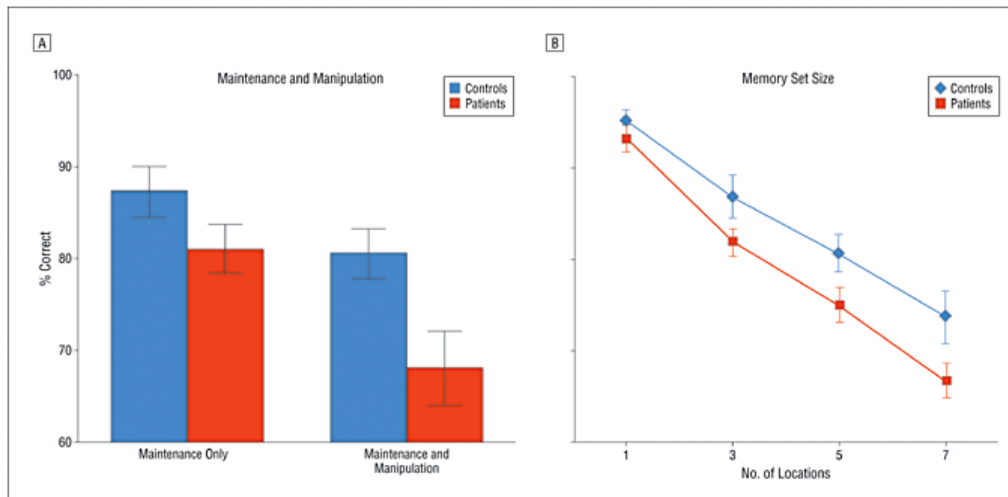 A
Maintenance and Manipulation
Controls
Patients
100
90
80
70
60
% Correct
Maintenance Only
Maintenance and
Manipulation
B
Memory Set Size
Controls
Patients
1 3 5 7
No. of Locations